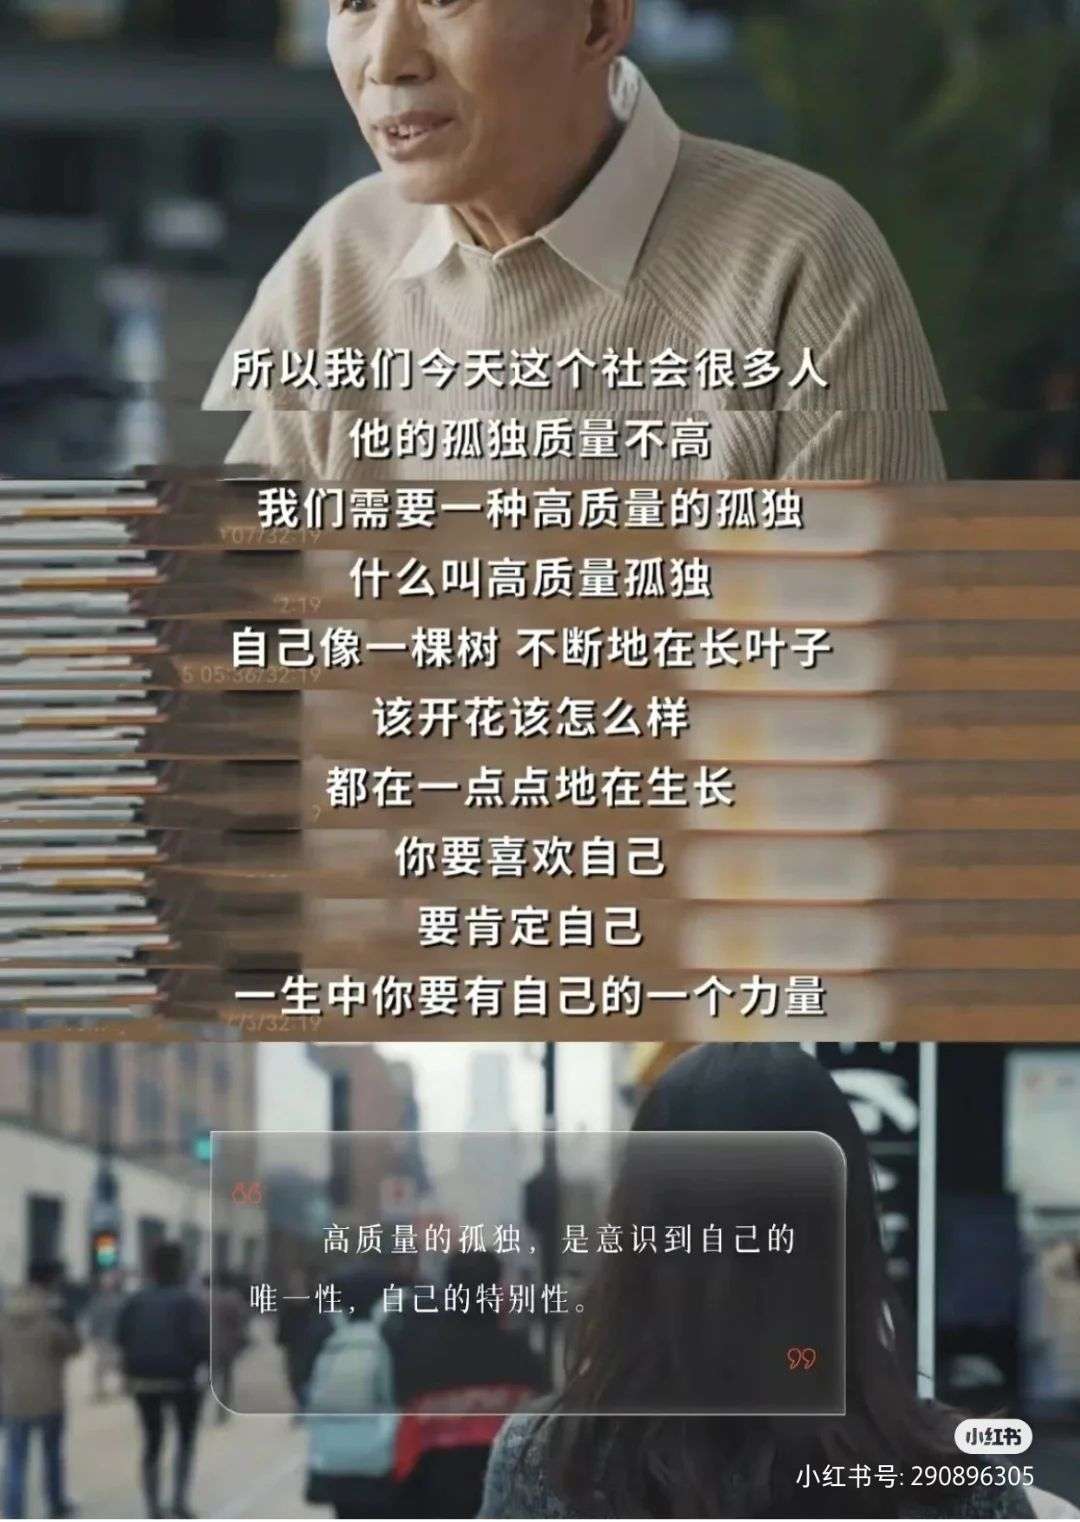 所以我们今天这个社会很多人
他的孤独质量不高
我们需要一种高质量的孤独
什么叫高质量孤独
自己像一棵树 不断地在长叶子
该开花该怎么样
都在一点点地在生长
你要喜欢自己
要肯定自己
一生中你要有自己的一个力量
高质量的孤独，是意识到自己的
唯一性，自己的特别性。
小红书
小红书号: 290896305